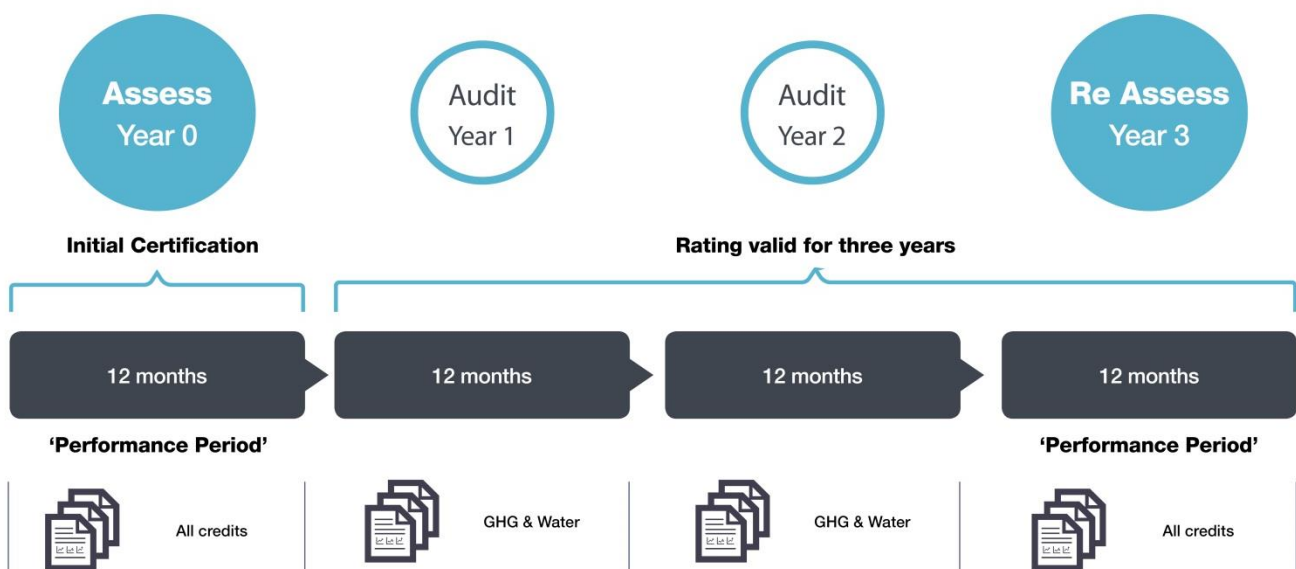 Assess
Year 0
Audit
Year 1
Audit
Year 2
Re Assess
Year 3
Initial Certification
Rating valid for three years
12 months
12 months
12 months
12 months
‘Performance Period’
‘Performance Period’
All credits
GHG & Water
GHG & Water
All credits